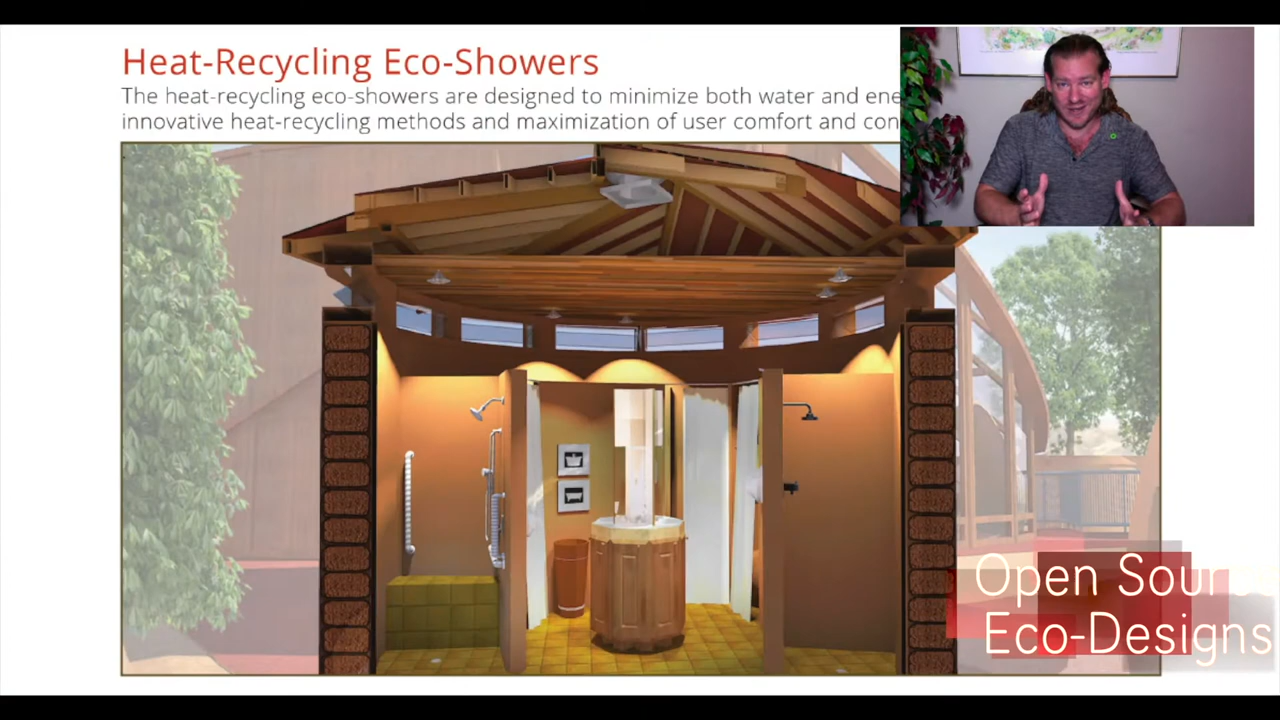 Heat-Recycling Eco-Showers
The heat-recycling eco-showers are designed to minimize both water and ene
innovative heat-recycling methods and maximization of user comfort and con
Open Sourc
Eco-Designs